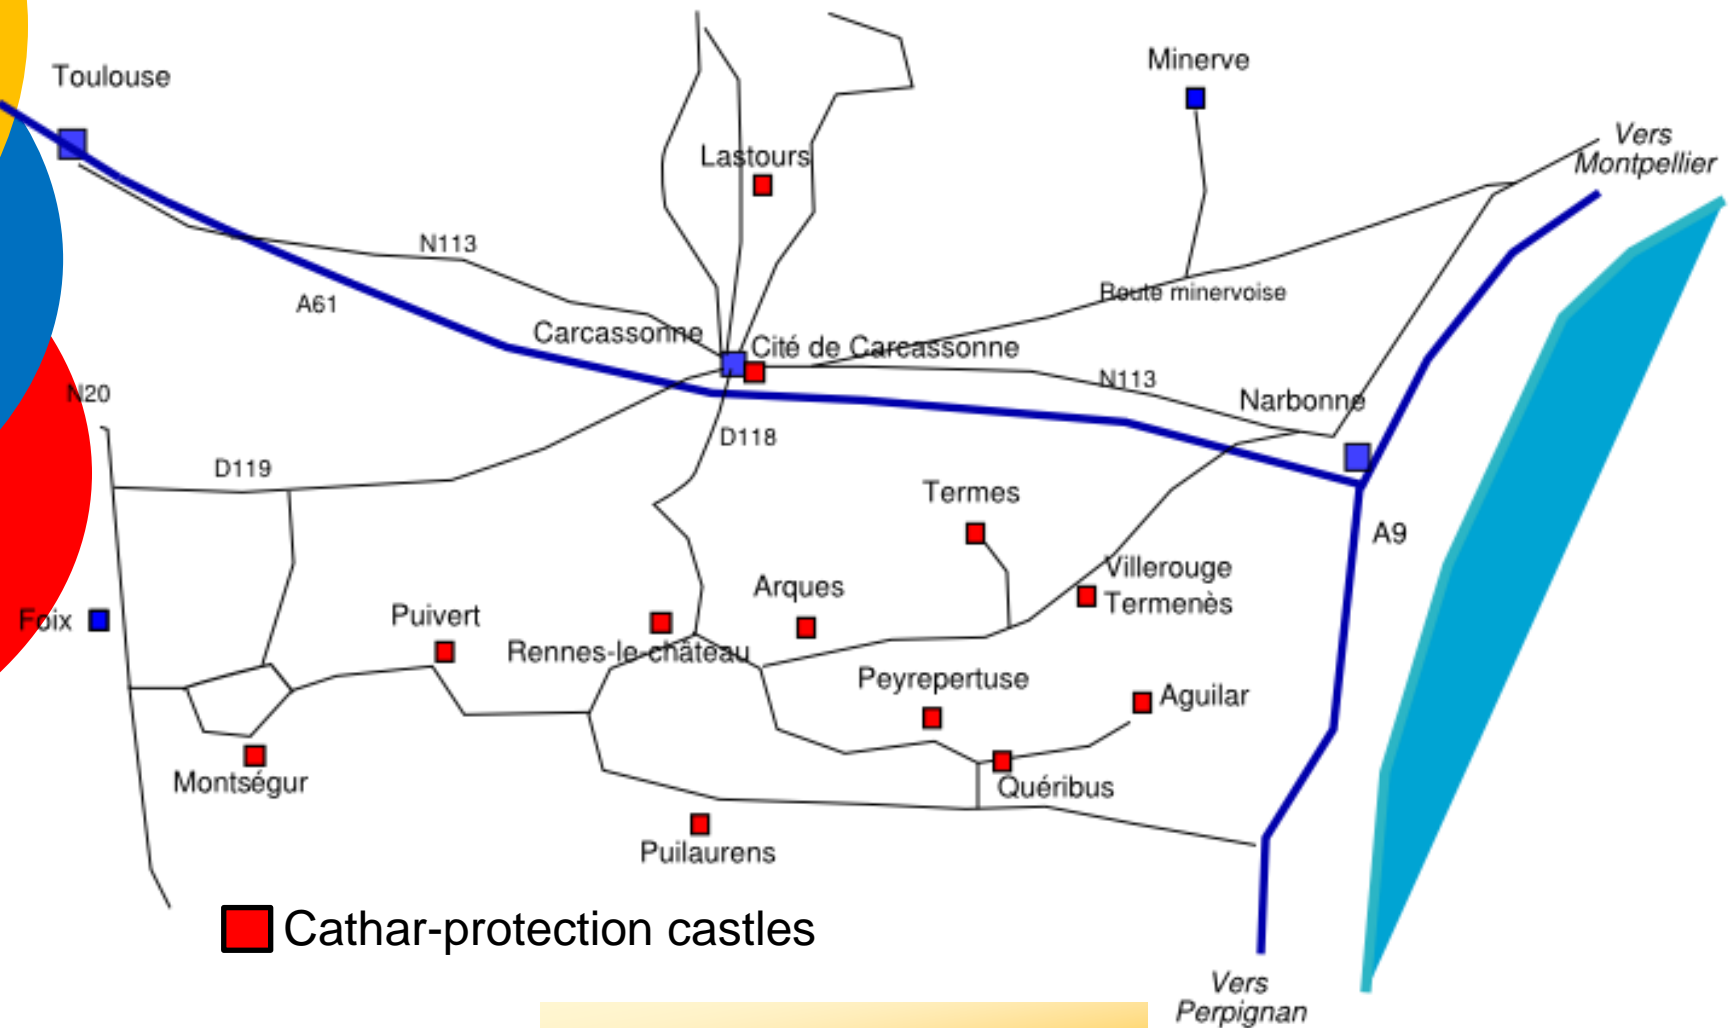 Toulouse
Minerve
Vers
Montpellier
Lastours
N113
A61
Route minervoise
Carcassonne
Cité de Carcassonne
N113
N20
Narbonne
D118
D119
Termes
A9
Villerouge
Termenès
Arques
Puivert
Foix
Rennes-le-château
Peyrepertuse
Aguilar
Montségur
Quéribus
Puilaurens
Cathar-protection castles
Vers
Perpignan